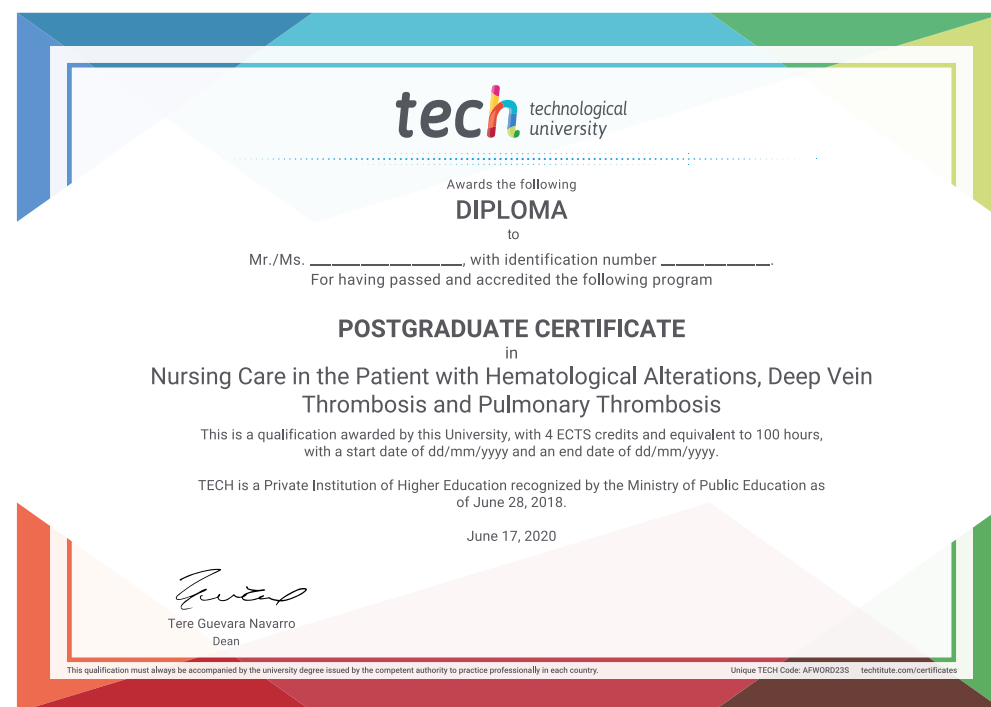 tech technological
university
Awards the following
DIPLOMA
to
Mr./Ms. ______________, with identification number __________.
For having passed and accredited the following program
POSTGRADUATE CERTIFICATE
in
Nursing Care in the Patient with Hematological Alterations, Deep Vein
Thrombosis and Pulmonary Thrombosis
This is a qualification awarded by this University, with 4 ECTS credits and equivalent to 100 hours,
with a start date of dd/mm/yyyy and an end date of dd/mm/yyyy.
TECH is a Private Institution of Higher Education recognized by the Ministry of Public Education as
of June 28, 2018.
June 17, 2020
Tere Guevara Navarro
Dean
This qualification must always be accompanied by the university degree issued by the competent authority to practice professionally in each country.
Unique TECH Code: AFWORD23S techtitute.com/certificates